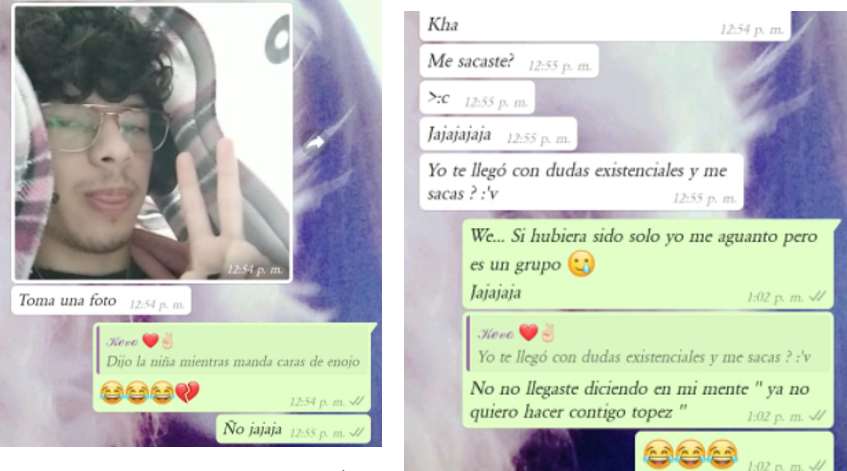 12:54 p. m.
Toma una foto 12:54 p. m.
Kevo ❤️✌🏻
Dijo la niña mientras manda caras de enojo
😂😂😂💔 12:54 p. m.
Ño jajaja 12:55 p. m.
Kha 12:54 p. m.
Me sacaste? 12:55 p. m.
>:c 12:55 p. m.
Jajajajaja 12:55 p. m.
Yo te llegó con dudas existenciales y me
sacas ? :'v 12:55 p. m.
We... Si hubiera sido solo yo me aguanto pero
es un grupo 🥲
Jajajaja 1:02 p. m.
Kevo ❤️✌🏻
Yo te llegó con dudas existenciales y me sacas ? :'v
No no llegaste diciendo en mi mente " ya no
quiero hacer contigo topez " 1:02 p. m.
😂😂😂 1:02 p. m.